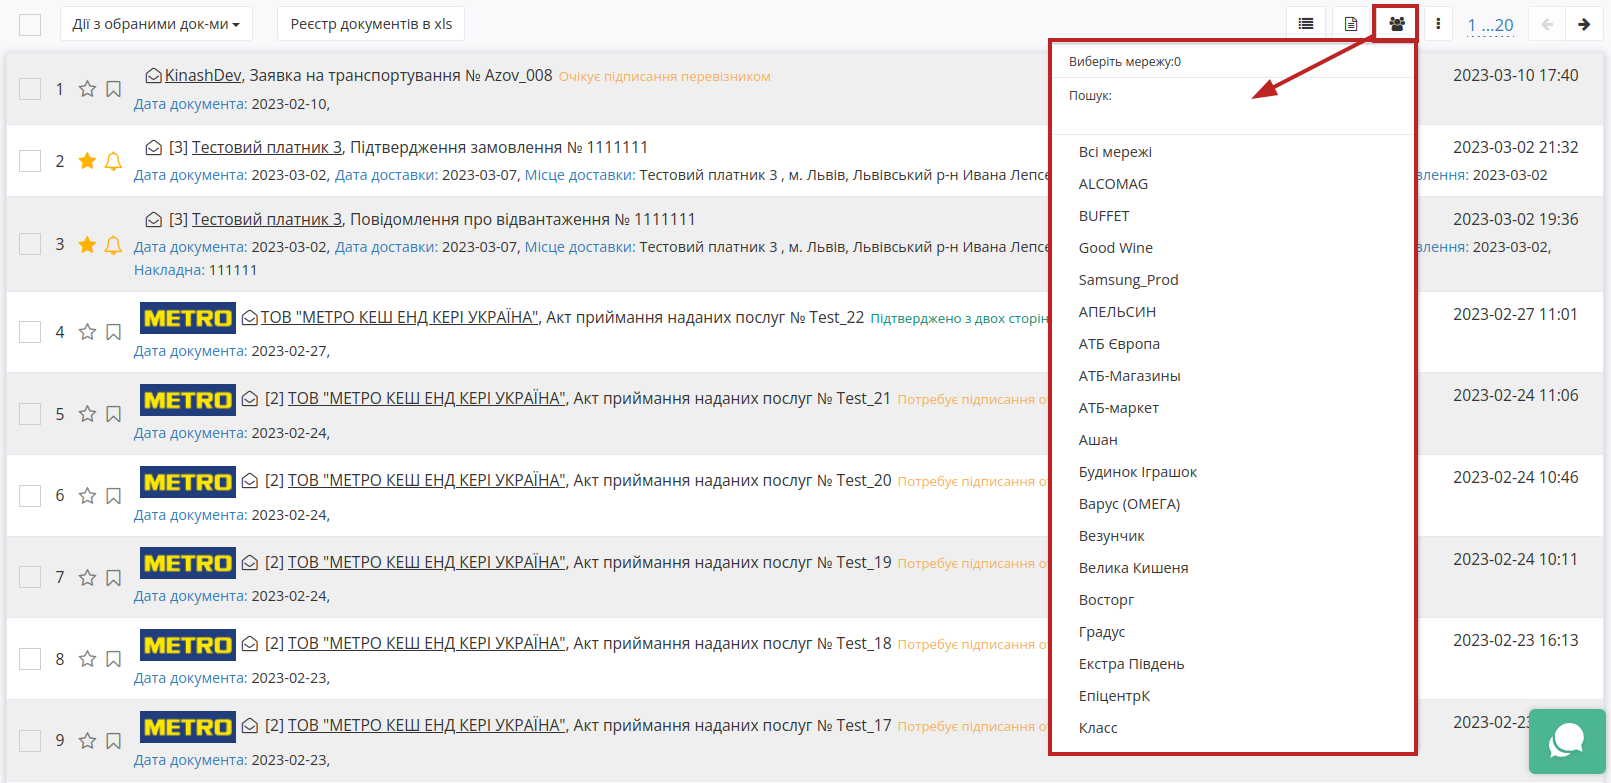 Дії з обраними док-ми
Реєстр документів в xls
1 ...20
Виберіть мережу:0
Пошук:
Всі мережі
ALCOMAG
BUFFET
Good Wine
Samsung_Prod
АПЕЛЬСИН
АТБ Європа
АТБ-Магазины
АТБ-маркет
Ашан
Будинок Іграшок
Варус (ОМЕГА)
Везунчик
Велика Кишеня
Восторг
Градус
Екстра Південь
ЕпіцентрК
Класс
1 KinashDev, Заявка на транспортування № Azov_008 Очікує підписання перевізником 2023-03-10 17:40
Дата документа: 2023-02-10,
2 [3] Тестовий платник 3, Підтвердження замовлення № 1111111 2023-03-02 21:32
Дата документа: 2023-03-02, Дата доставки: 2023-03-07, Місце доставки: Тестовий платник 3 , м. Львів, Львівський р-н Ивана Лепсе влення: 2023-03-02
3 [3] Тестовий платник 3, Повідомлення про відвантаження № 1111111 2023-03-02 19:36
Дата документа: 2023-03-02, Дата доставки: 2023-03-07, Місце доставки: Тестовий платник 3 , м. Львів, Львівський р-н Ивана Лепсе влення: 2023-03-02,
Накладна: 111111
4 METRO ТОВ "МЕТРО КЕШ ЕНД КЕРІ УКРАЇНА", Акт приймання наданих послуг № Test_22 Підтверджено з двох сторін 2023-02-27 11:01
Дата документа: 2023-02-27,
5 METRO [2] ТОВ "МЕТРО КЕШ ЕНД КЕРІ УКРАЇНА", Акт приймання наданих послуг № Test_21 Потребує підписання 2023-02-24 11:06
Дата документа: 2023-02-24,
6 METRO [2] ТОВ "МЕТРО КЕШ ЕНД КЕРІ УКРАЇНА", Акт приймання наданих послуг № Test_20 Потребує підписання 2023-02-24 10:46
Дата документа: 2023-02-24,
7 METRO [2] ТОВ "МЕТРО КЕШ ЕНД КЕРІ УКРАЇНА", Акт приймання наданих послуг № Test_19 Потребує підписання 2023-02-24 10:11
Дата документа: 2023-02-24,
8 METRO [2] ТОВ "МЕТРО КЕШ ЕНД КЕРІ УКРАЇНА", Акт приймання наданих послуг № Test_18 Потребує підписання 2023-02-23 16:13
Дата документа: 2023-02-23,
9 METRO [2] ТОВ "МЕТРО КЕШ ЕНД КЕРІ УКРАЇНА", Акт приймання наданих послуг № Test_17 Потребує підписання
Дата документа: 2023-02-23,